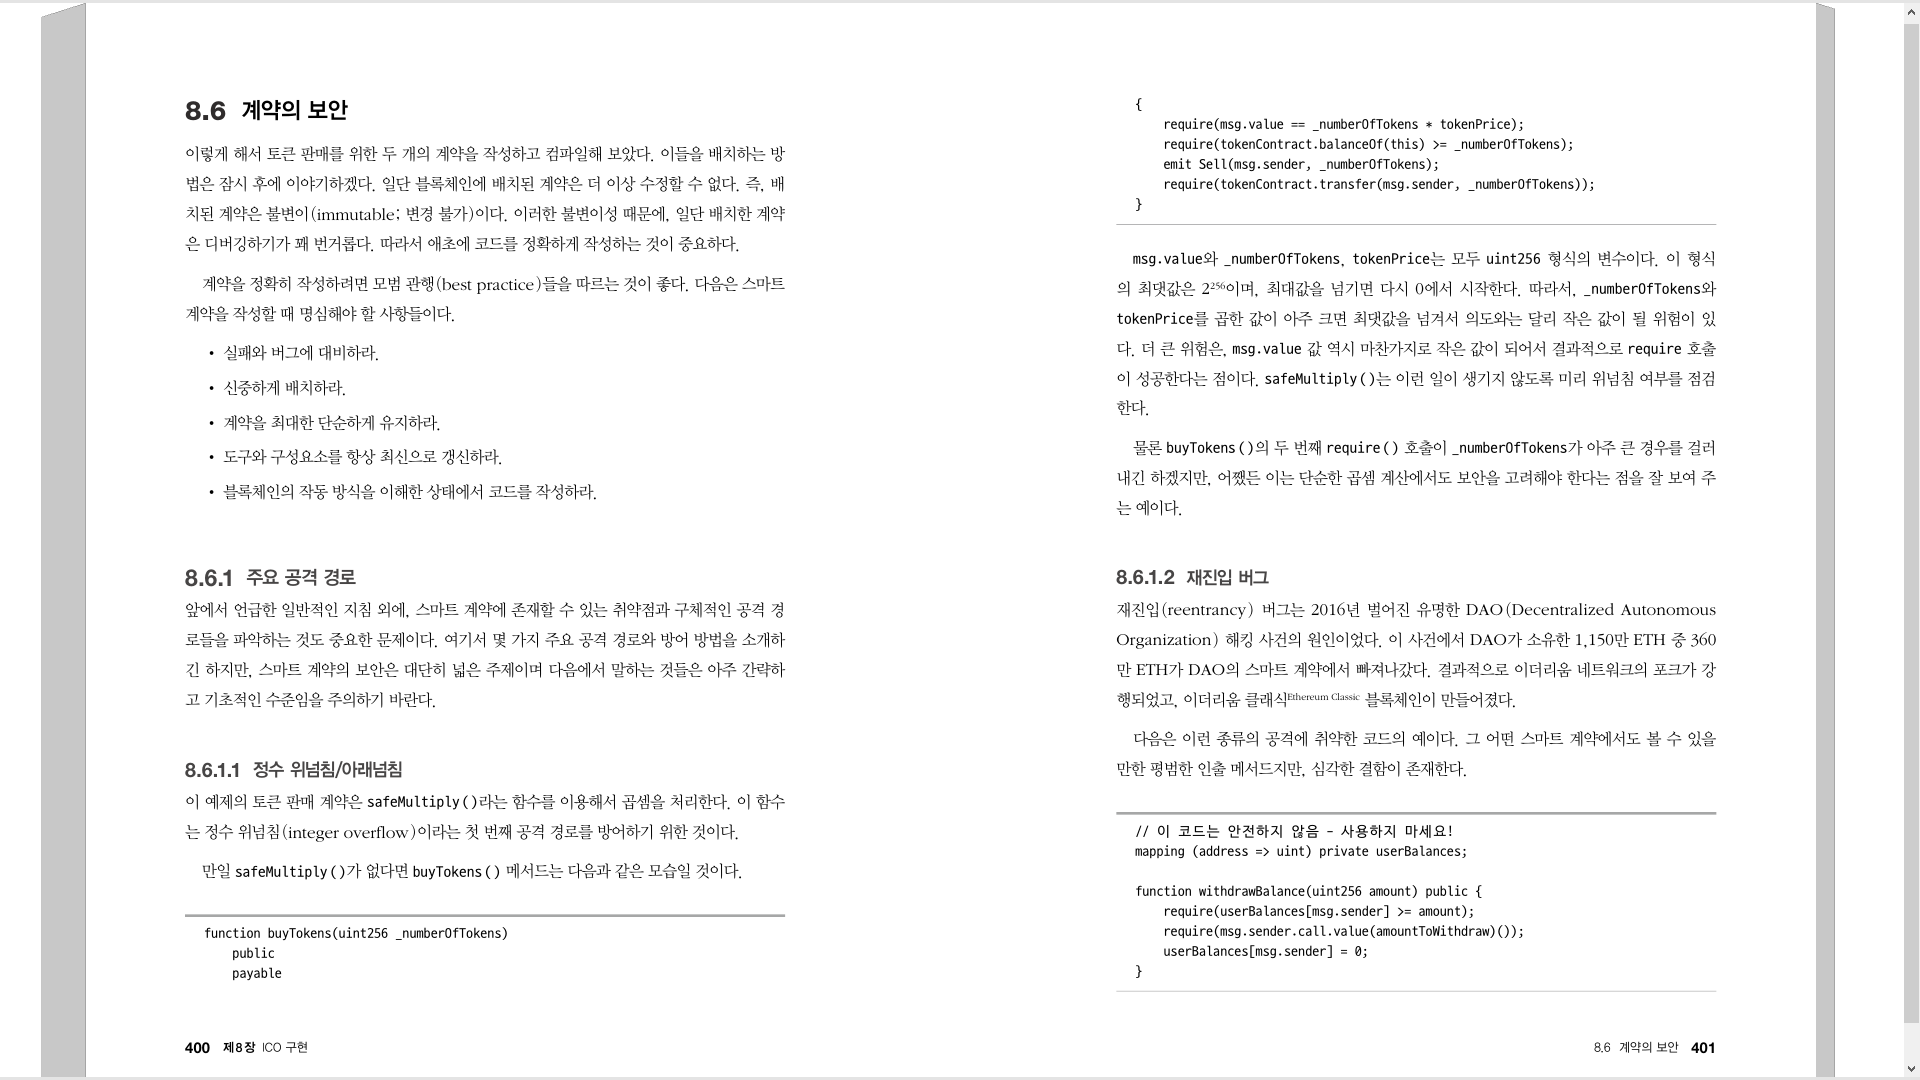 8.6 계약의 보안
이렇게 해서 토큰 판매를 위한 두 개의 계약을 작성하고 컴파일해 보았다. 이들을 배치하는 방
법은 잠시 후에 이야기하겠다. 일단 블록체인에 배치된 계약은 더 이상 수정할 수 없다. 즉, 배
치된 계약은 불변이(immutable; 변경 불가)이다. 이러한 불변이성 때문에, 일단 배치한 계약
은 디버깅하기가 꽤 번거롭다. 따라서 애초에 코드를 정확하게 작성하는 것이 중요하다.
계약을 정확히 작성하려면 모범 관행(best practice)들을 따르는 것이 좋다. 다음은 스마트
계약을 작성할 때 명심해야 할 사항들이다.
• 실패와 버그에 대비하라.
• 신중하게 배치하라.
• 계약을 최대한 단순하게 유지하라.
• 도구와 구성요소를 항상 최신으로 갱신하라.
• 블록체인의 작동 방식을 이해한 상태에서 코드를 작성하라.
8.6.1 주요 공격 경로
앞에서 언급한 일반적인 지침 외에, 스마트 계약에 존재할 수 있는 취약점과 구체적인 공격 경
로들을 파악하는 것도 중요한 문제이다. 여기서 몇 가지 주요 공격 경로와 방어 방법을 소개하
긴 하지만, 스마트 계약의 보안은 대단히 넓은 주제이며 다음에서 말하는 것들은 아주 간략하
고 기초적인 수준임을 주의하기 바란다.
8.6.1.1 정수 위넘침/아래넘침
이 예제의 토큰 판매 계약은 safeMultiply()라는 함수를 이용해서 곱셈을 처리한다. 이 함수
는 정수 위넘침(integer overflow)이라는 첫 번째 공격 경로를 방어하기 위한 것이다.
만일 safeMultiply()가 없다면 buyTokens() 메서드는 다음과 같은 모습일 것이다.
function buyTokens(uint256 _numberOfTokens)
public
payable
400 제8장 ICO 구현
{
require(msg.value == _numberOfTokens * tokenPrice);
require(tokenContract.balanceOf(this) >= _numberOfTokens);
emit Sell(msg.sender, _numberOfTokens);
require(tokenContract.transfer(msg.sender, _numberOfTokens));
}
msg.value와 _numberOfTokens, tokenPrice는 모두 uint256 형식의 변수이다. 이 형식
의 최댓값은 2²⁵⁶이며, 최대값을 넘기면 다시 0에서 시작한다. 따라서, _numberOfTokens와
tokenPrice를 곱한 값이 아주 크면 최댓값을 넘겨서 의도와는 달리 작은 값이 될 위험이 있
다. 더 큰 위험은, msg.value 값 역시 마찬가지로 작은 값이 되어서 결과적으로 require 호출
이 성공한다는 점이다. safeMultiply()는 이런 일이 생기지 않도록 미리 위넘침 여부를 점검
한다.
물론 buyTokens()의 두 번째 require() 호출이 _numberOfTokens가 아주 큰 경우를 걸러
내긴 하겠지만, 어쨌든 이는 단순한 곱셈 계산에서도 보안을 고려해야 한다는 점을 잘 보여 주
는 예이다.
8.6.1.2 재진입 버그
재진입(reentrancy) 버그는 2016년 벌어진 유명한 DAO(Decentralized Autonomous
Organization) 해킹 사건의 원인이었다. 이 사건에서 DAO가 소유한 1,150만 ETH 중 360
만 ETH가 DAO의 스마트 계약에서 빠져나갔다. 결과적으로 이더리움 네트워크의 포크가 강
행되었고, 이더리움 클래식Ethereum Classic 블록체인이 만들어졌다.
다음은 이런 종류의 공격에 취약한 코드의 예이다. 그 어떤 스마트 계약에서도 볼 수 있을
만한 평범한 인출 메서드지만, 심각한 결함이 존재한다.
// 이 코드는 안전하지 않음 - 사용하지 마세요!
mapping (address => uint) private userBalances;
function withdrawBalance(uint256 amount) public {
require(userBalances[msg.sender] >= amount);
require(msg.sender.call.value(amountToWithdraw)());
userBalances[msg.sender] = 0;
}
8.6 계약의 보안 401